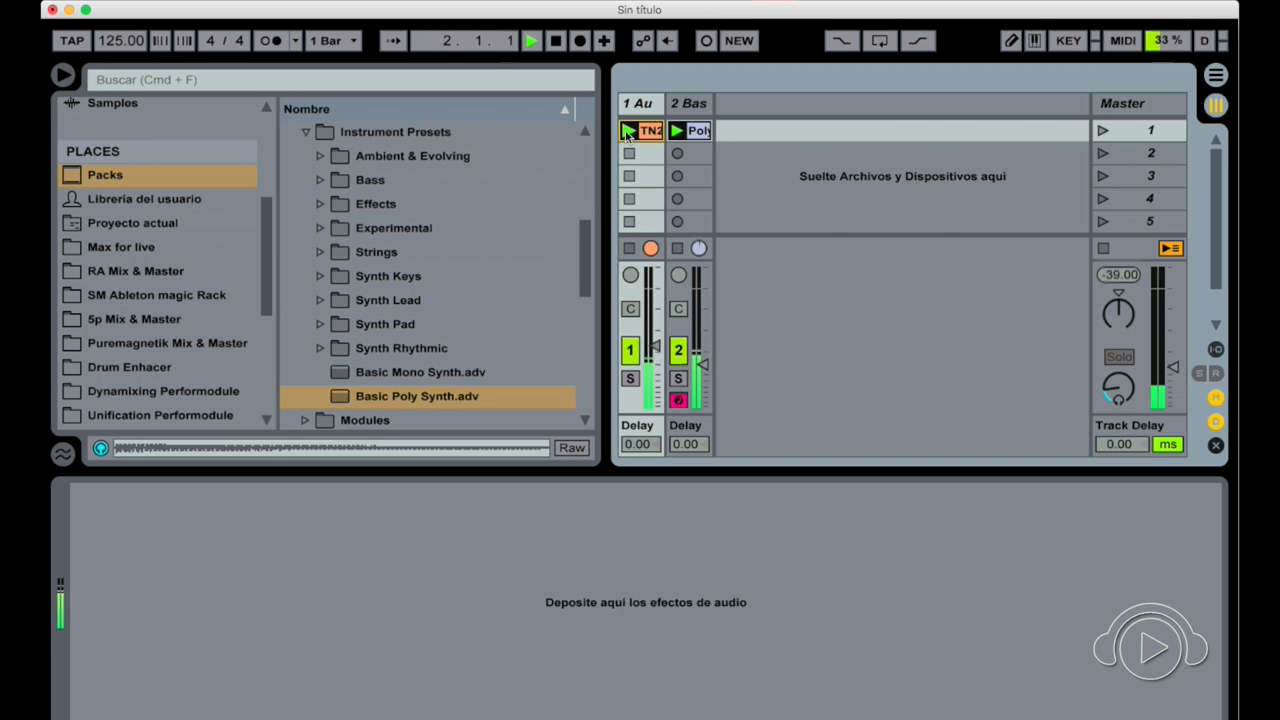 Sin título
TAP 125.00 4 / 4 1 Bar 2. 1. 1 NEW KEY MIDI 33 % D
Buscar (Cmd + F)
Samples
PLACES
Packs
Libreria del usuario
Proyecto actual
Max for live
RA Mix & Master
SM Ableton magic Rack
5p Mix & Master
Puremagnetik Mix & Master
Drum Enhacer
Dynamixing Performodule
Unification Performodule
Nombre
Instrument Presets
Ambient & Evolving
Bass
Effects
Experimental
Strings
Synth Keys
Synth Lead
Synth Pad
Synth Rhythmic
Basic Mono Synth.adv
Basic Poly Synth.adv
Modules
Raw
1 Au 2 Bas Master
TN2 Poly 1
2
Suelte Archivos y Dispositivos aqui 3
4
5
-39.00
C C
Solo
1 2
S S
S R
M
D
Delay Delay Track Delay
0.00 0.00 0.00 ms
Deposite aqui los efectos de audio